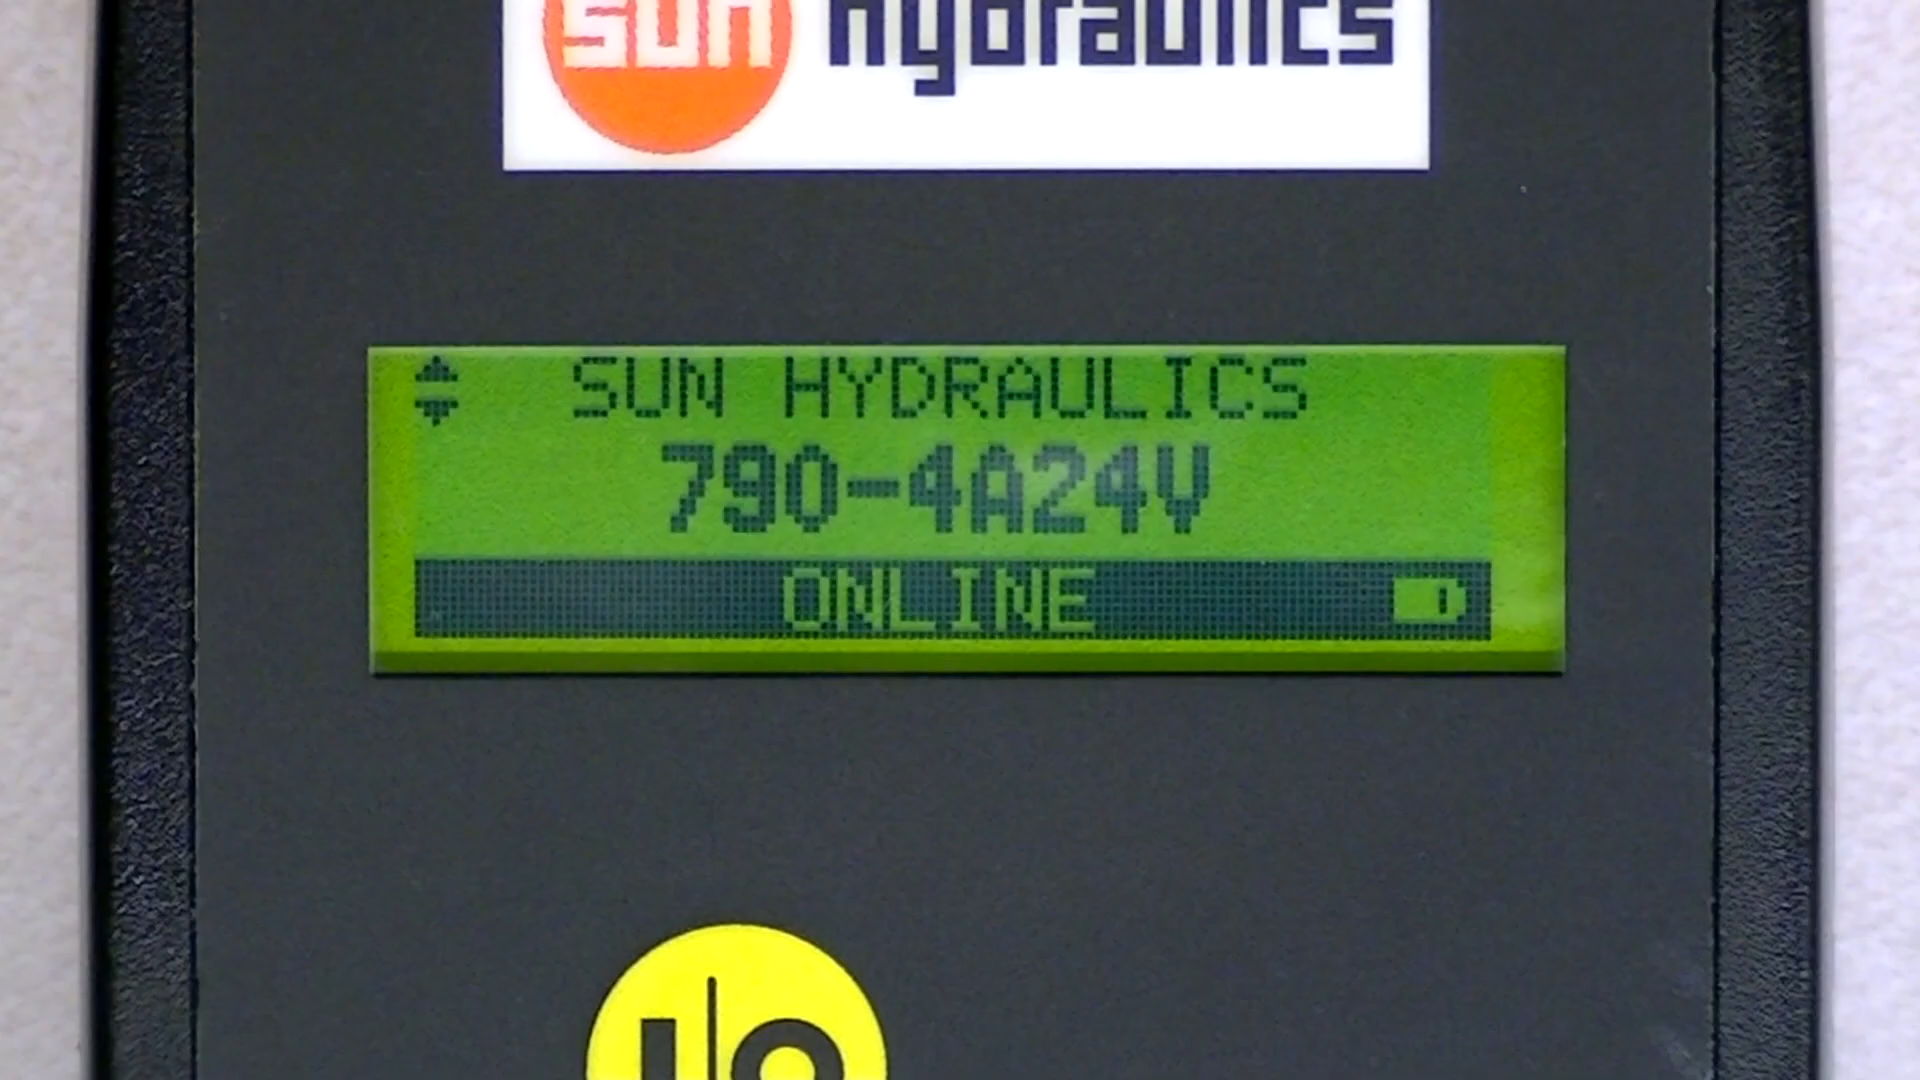 sun hydraulics
SUN HYDRAULICS
790-4A24V
ONLINE
I/O